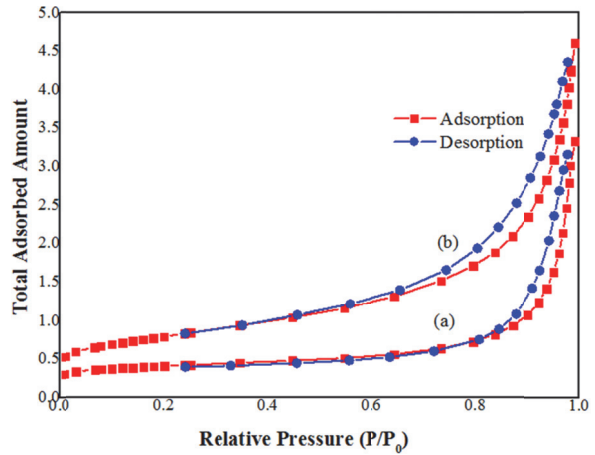 5.0
4.5
4.0
3.5
3.0
2.5
2.0
1.5
1.0
0.5
0.0
Total Adsorbed Amount
Adsorption
Desorption
(b)
(a)
0.0 0.2 0.4 0.6 0.8 1.0
Relative Pressure (P/P₀)